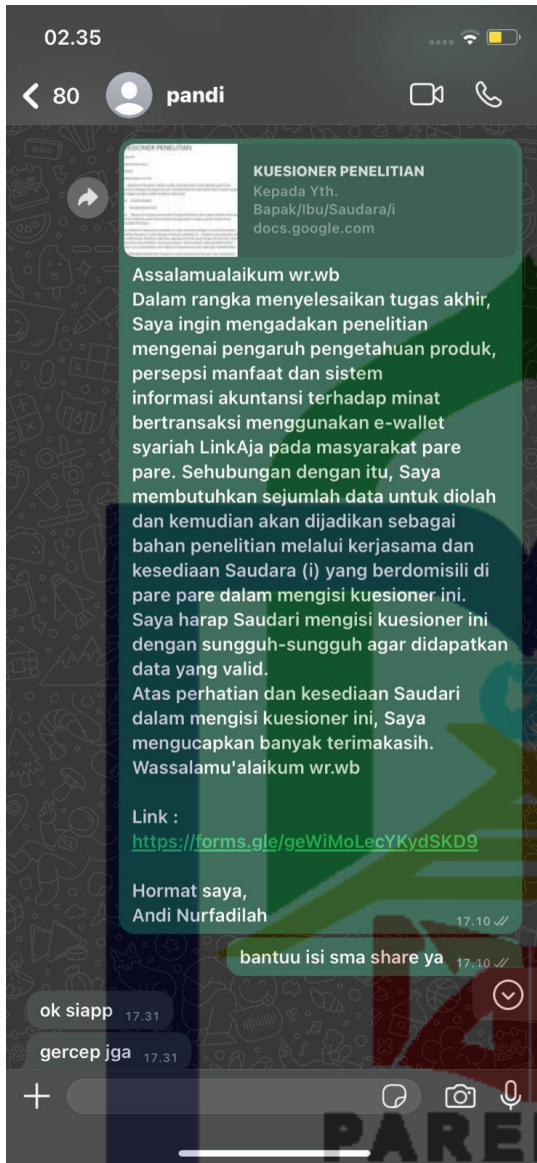 02.35
80
pandi
KUESIONER PENELITIAN
KUESIONER PENELITIAN
Kepada Yth.
Bapak/Ibu/Saudara/i
docs.google.com
Assalamualaikum wr.wb
Dalam rangka menyelesaikan tugas akhir,
Saya ingin mengadakan penelitian
mengenai pengaruh pengetahuan produk,
persepsi manfaat dan sistem
informasi akuntansi terhadap minat
bertransaksi menggunakan e-wallet
syariah LinkAja pada masyarakat pare
pare. Sehubungan dengan itu, Saya
membutuhkan sejumlah data untuk diolah
dan kemudian akan dijadikan sebagai
bahan penelitian melalui kerjasama dan
kesediaan Saudara (i) yang berdomisili di
pare pare dalam mengisi kuesioner ini.
Saya harap Saudari mengisi kuesioner ini
dengan sungguh-sungguh agar didapatkan
data yang valid.
Atas perhatian dan kesediaan Saudari
dalam mengisi kuesioner ini, Saya
mengucapkan banyak terimakasih.
Wassalamu'alaikum wr.wb
Link :
https://forms.gle/geWiMoLecYKydSKD9
Hormat saya,
Andi Nurfadilah
17.10
bantuu isi sma share ya 17.10
ok siapp 17.31
gercep jga 17.31
PARE